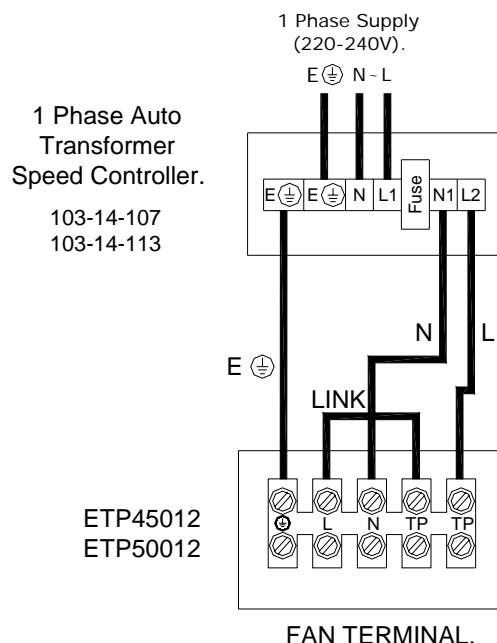 1 Phase Supply
(220-240V).
E N ~ L
1 Phase Auto
Transformer
Speed Controller.
103-14-107
103-14-113
E E N L1 Fuse N1 L2
N L
E
LINK
L N TP TP
ETP45012
ETP50012
FAN TERMINAL.